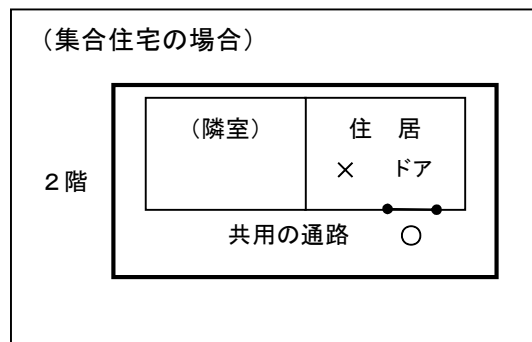 （集合住宅の場合）
（隣室）
住　居
×　ドア
２階
共用の通路　○